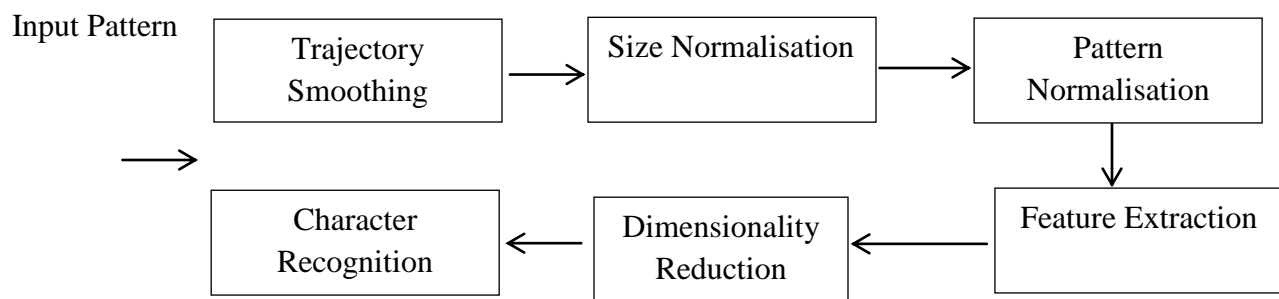 Input Pattern
Trajectory
Smoothing
Size Normalisation
Pattern
Normalisation
Feature Extraction
Dimensionality
Reduction
Character
Recognition